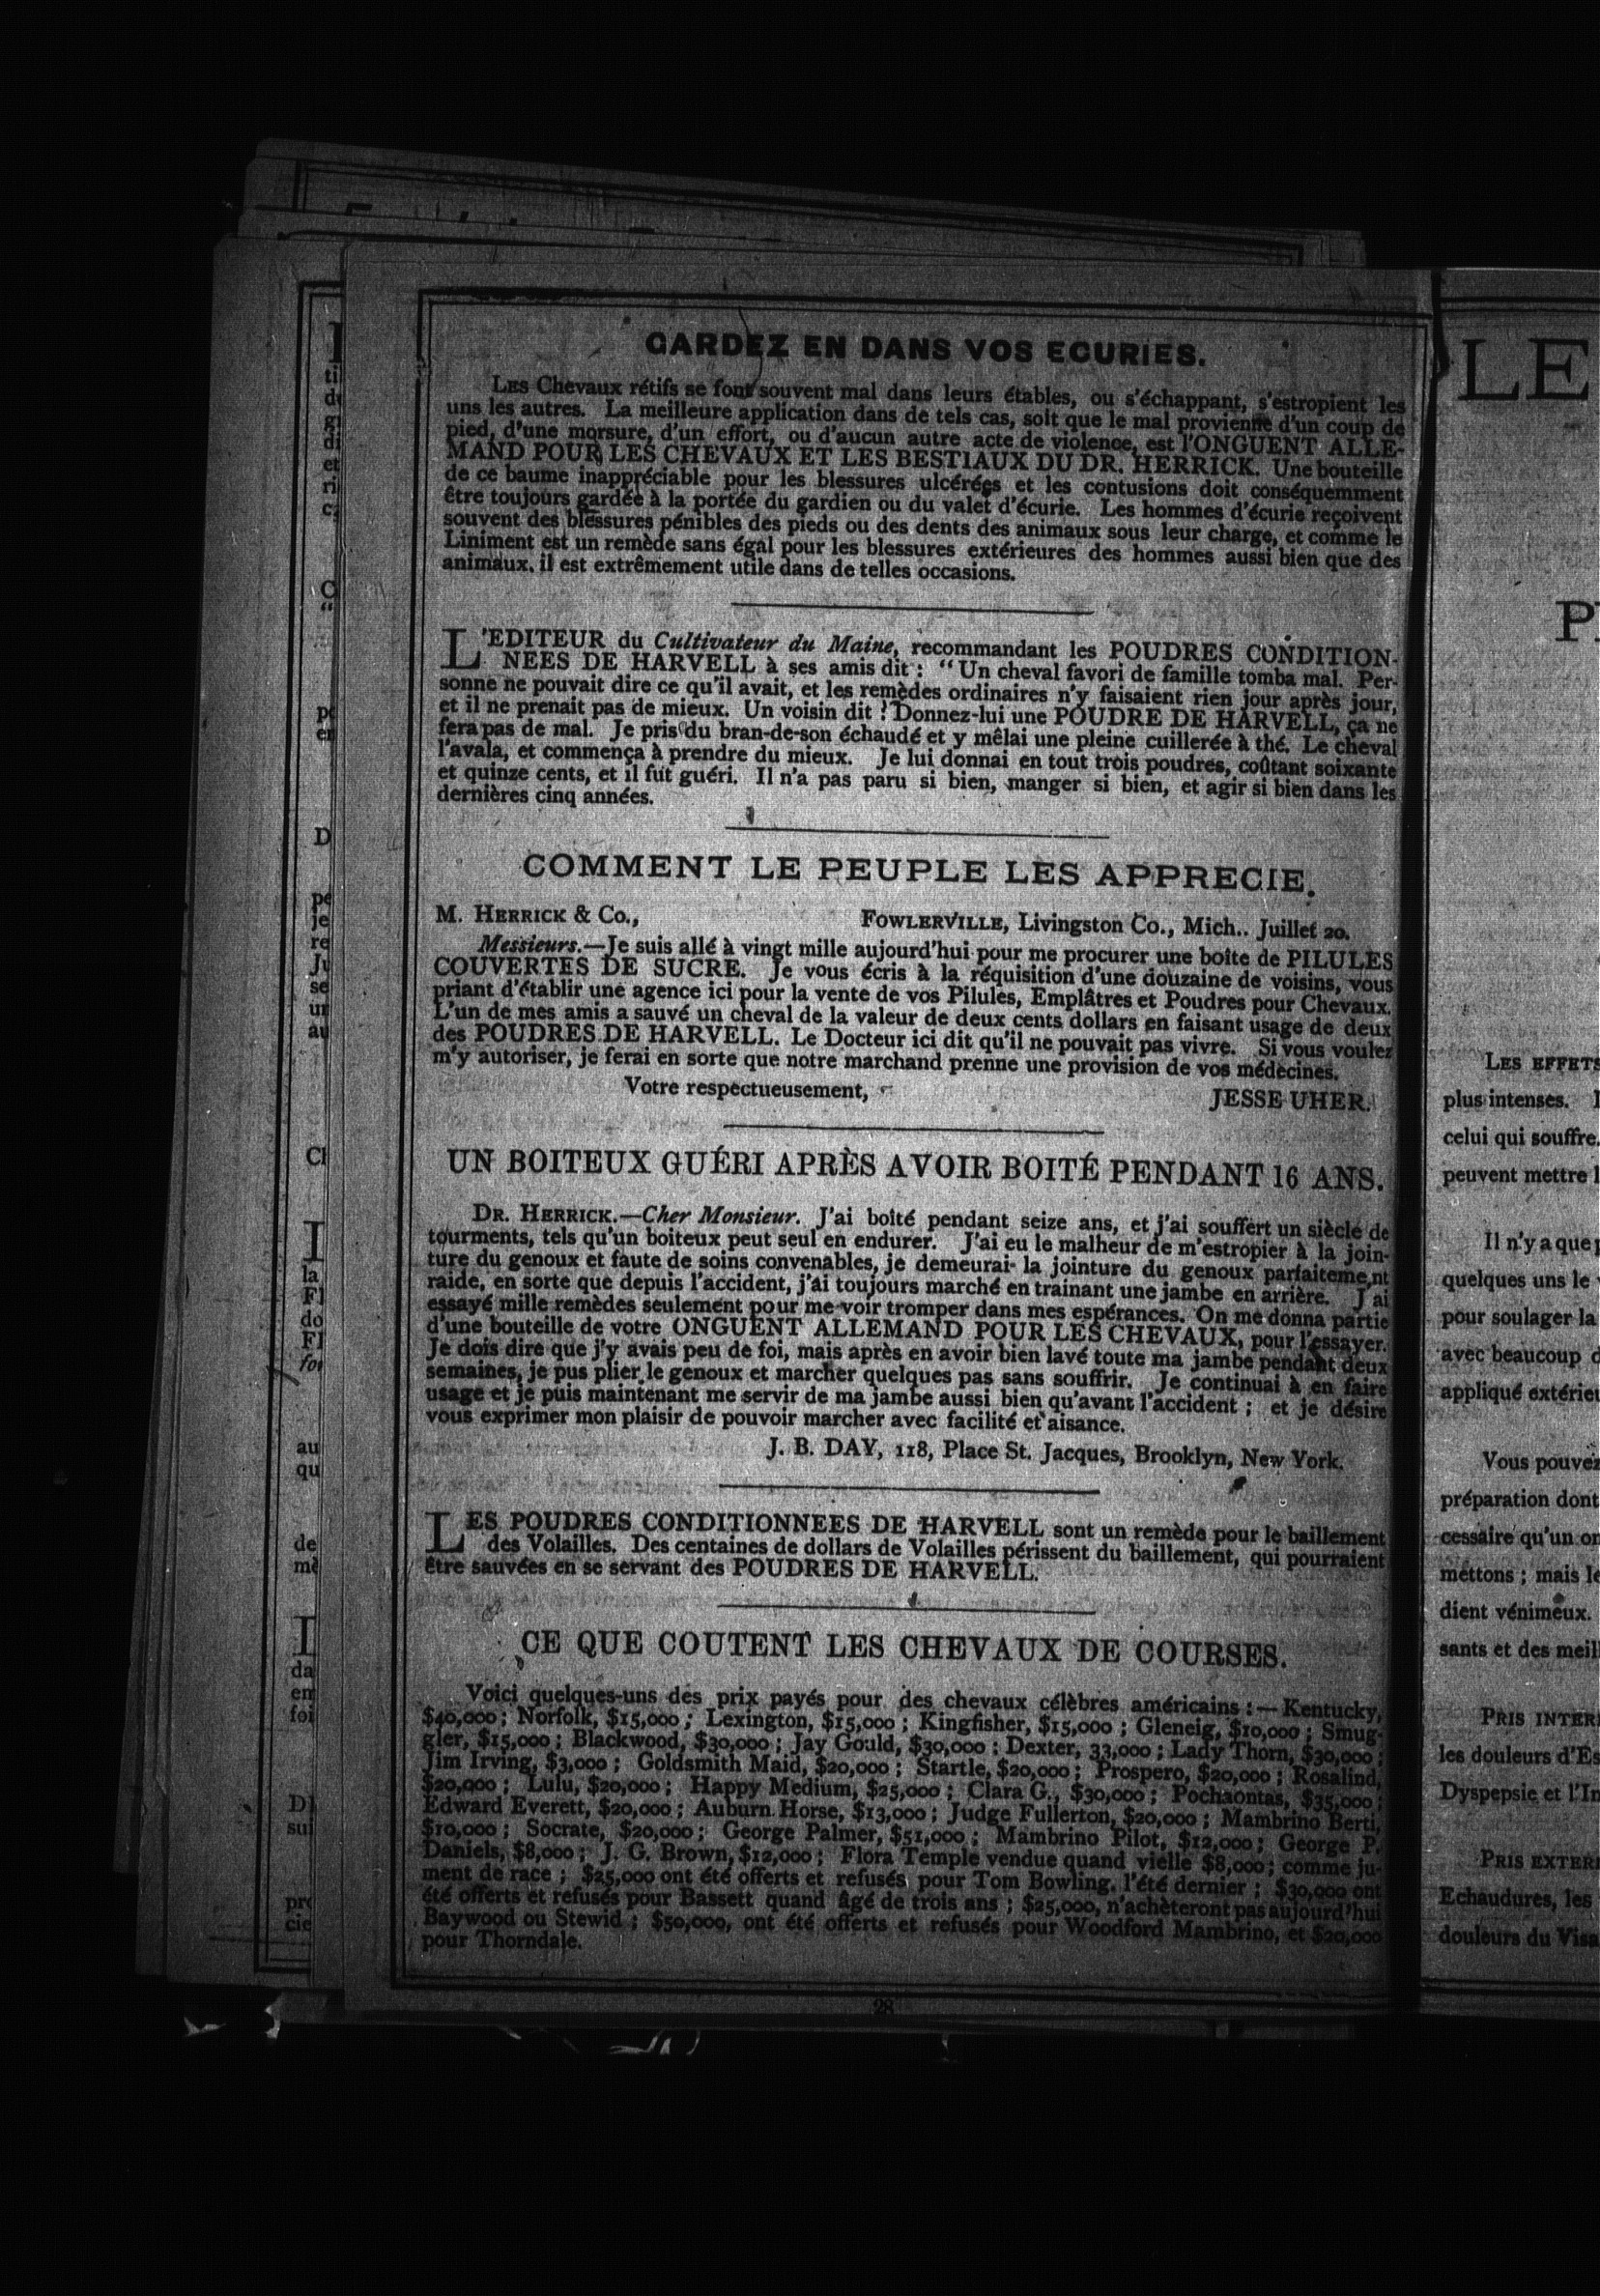 GARDEZ EN DANS VOS ECURIES.
LES Chevaux rétifs se font souvent mal dans leurs étables, ou s'échappant, s'estropient les
uns les autres. La meilleure application dans de tels cas, soit que le mal provienne d'un coup de
pied, d'une morsure, d'un effort, ou d'aucun autre acte de violence, est l'ONGUENT ALLE-
MAND POUR LES CHEVAUX ET LES BESTIAUX DU DR. HERRICK. Une bouteille
de ce baume inappréciable pour les blessures ulcérées et les contusions doit conséquemment
être toujours gardée à la portée du gardien ou du valet d'écurie. Les hommes d'écurie reçoivent
souvent des blessures pénibles des pieds ou des dents des animaux sous leur charge, et comme le
Liniment est un remède sans égal pour les blessures extérieures des hommes aussi bien que des
animaux, il est extrêmement utile dans de telles occasions.
L'EDITEUR du Cultivateur du Maine, recommandant les POUDRES CONDITION-
NEES DE HARVELL à ses amis dit : "Un cheval favori de famille tomba mal. Per-
sonne ne pouvait dire ce qu'il avait, et les remèdes ordinaires n'y faisaient rien jour après jour,
et il ne prenait pas de mieux. Un voisin dit : Donnez-lui une POUDRE DE HARVELL, ça ne
fera pas de mal. Je pris du bran-de-son échaudé et y mêlai une pleine cuillerée à thé. Le cheval
l'avala, et commença à prendre du mieux. Je lui donnai en tout trois poudres, coûtant soixante
et quinze cents, et il fut guéri. Il n'a pas paru si bien, manger si bien, et agir si bien dans les
dernières cinq années.
COMMENT LE PEUPLE LES APPRECIE.
M. HERRICK & Co., FOWLERVILLE, Livingston Co., Mich.. Juillet 20.
Messieurs.—Je suis allé à vingt mille aujourd'hui pour me procurer une boîte de PILULES
COUVERTES DE SUCRE. Je vous écris à la réquisition d'une douzaine de voisins, vous
priant d'établir une agence ici pour la vente de vos Pilules, Emplâtres et Poudres pour Chevaux.
L'un de mes amis a sauvé un cheval de la valeur de deux cents dollars en faisant usage de deux
des POUDRES DE HARVELL. Le Docteur ici dit qu'il ne pouvait pas vivre. Si vous voulez
m'y autoriser, je ferai en sorte que notre marchand prenne une provision de vos médecines.
Votre respectueusement,
JESSE UHER.
UN BOITEUX GUÉRI APRÈS AVOIR BOITÉ PENDANT 16 ANS.
DR. HERRICK.—Cher Monsieur. J'ai boîté pendant seize ans, et j'ai souffert un siècle de
tourments, tels qu'un boiteux peut seul en endurer. J'ai eu le malheur de m'estropier à la join-
ture du genoux et faute de soins convenables, je demeurai la jointure du genoux parfaitement
raide, en sorte que depuis l'accident, j'ai toujours marché en trainant une jambe en arrière. J'ai
essayé mille remèdes seulement pour me voir tromper dans mes espérances. On me donna partie
d'une bouteille de votre ONGUENT ALLEMAND POUR LES CHEVAUX, pour l'essayer.
Je dois dire que j'y avais peu de foi, mais après en avoir bien lavé toute ma jambe pendant deux
semaines, je pus plier le genoux et marcher quelques pas sans souffrir. Je continuai à en faire
usage et je puis maintenant me servir de ma jambe aussi bien qu'avant l'accident ; et je désire
vous exprimer mon plaisir de pouvoir marcher avec facilité et aisance.
J. B. DAY, 118, Place St. Jacques, Brooklyn, New York.
LES POUDRES CONDITIONNEES DE HARVELL sont un remède pour le baillement
des Volailles. Des centaines de dollars de Volailles périssent du baillement, qui pourraient
être sauvées en se servant des POUDRES DE HARVELL.
CE QUE COUTENT LES CHEVAUX DE COURSES.
Voici quelques-uns des prix payés pour des chevaux célèbres américains :—Kentucky,
$40,000 ; Norfolk, $15,000 ; Lexington, $15,000 ; Kingfisher, $15,000 ; Gleneig, $10,000 ; Smug-
gler, $15,000 ; Blackwood, $30,000 ; Jay Gould, $30,000 ; Dexter, 33,000 ; Lady Thorn, $30,000 ;
Jim Irving, $3,000 ; Goldsmith Maid, $20,000 ; Startle, $20,000 ; Prospero, $20,000 ; Rosalind,
$20,000 ; Lulu, $20,000 ; Happy Medium, $25,000 ; Clara G., $30,000 ; Pochaontas, $35,000 ;
Edward Everett, $20,000 ; Auburn Horse, $13,000 ; Judge Fullerton, $20,000 ; Mambrino Berti,
$10,000 ; Socrate, $20,000 ; George Palmer, $51,000 ; Mambrino Pilot, $12,000 ; George P.
Daniels, $8,000 ; J. G. Brown, $12,000 ; Flora Temple vendue quand vielle $8,000 ; comme ju-
ment de race ; $25,000 ont été offerts et refusés pour Tom Bowling, l'été dernier ; $30,000 ont
été offerts et refusés pour Bassett quand âgé de trois ans ; $25,000, n'achèteront pas aujourd'hui
Baywood ou Stewid ; $50,000, ont été offerts et refusés pour Woodford Mambrino, et $20,000
pour Thorndale.
28
LE
LES EFFETS
plus intenses.
celui qui souffre.
peuvent mettre
Il n'y a que
quelques uns le
pour soulager la
avec beaucoup
appliqué
Vous pouvez
préparation dont
cessaire qu'un
mettons ; mais
dient vénimeux.
sants et des
PRIS
les douleurs
Dyspepsie et
PRIS
Echaudures, les
douleurs du